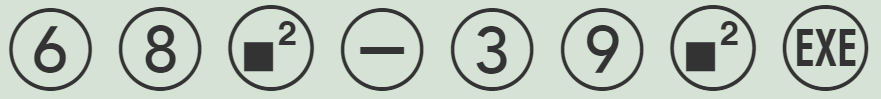 6 8 ■² − 3 9 ■² EXE